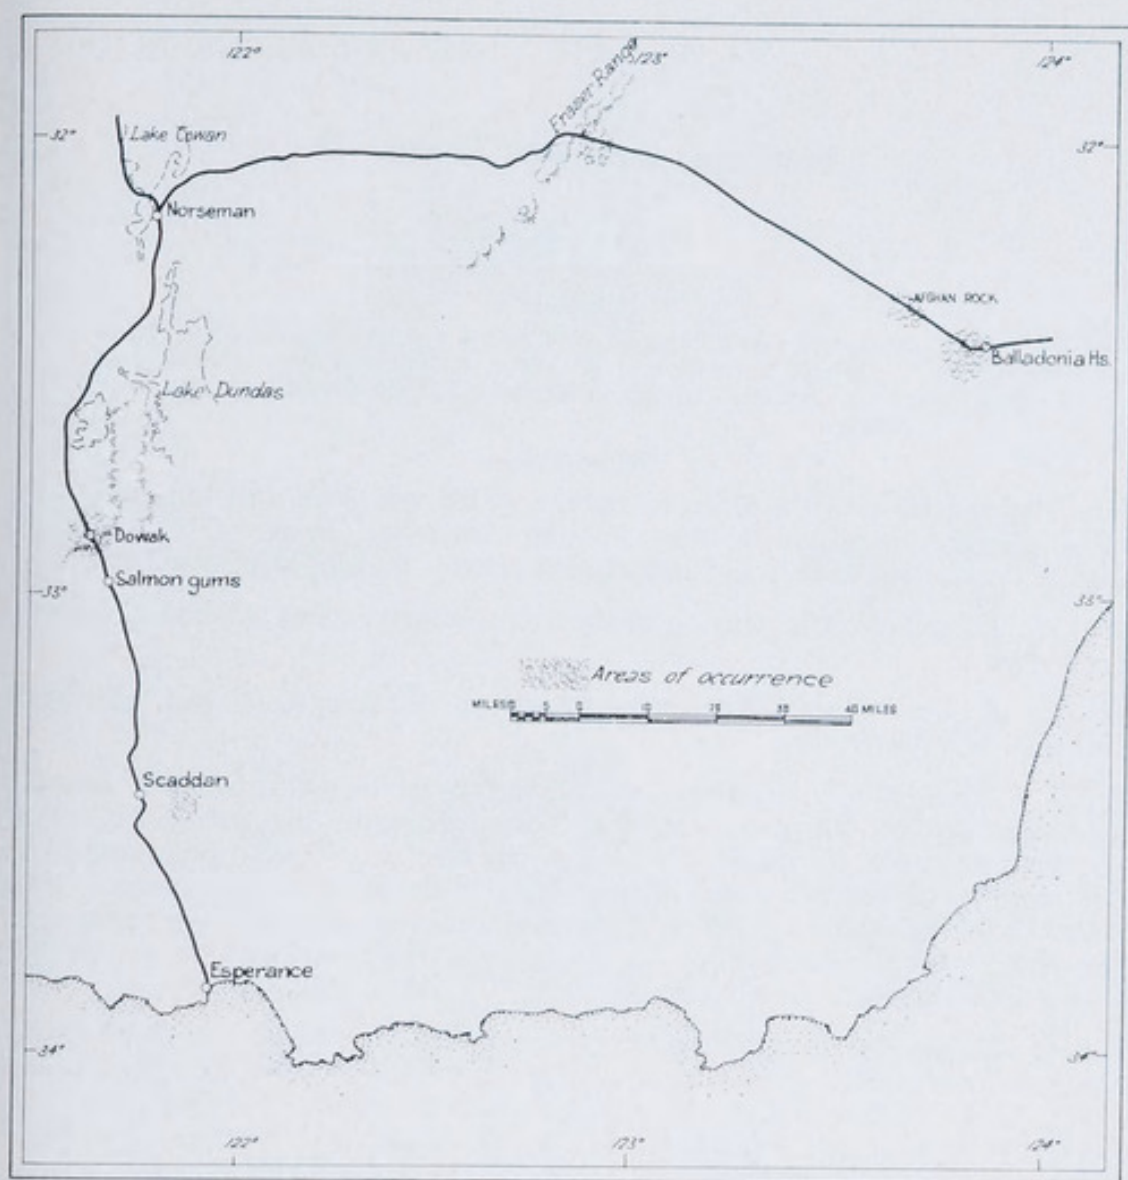 122°
123°
124°
Frazer Range
32°
Lake Cowan
32°
Norseman
AFGHAN ROCK
Balladonia Hs.
Lake Dundas
Dowak
Salmon gums
33°
33°
Areas of occurrence
MILES
40 MILES
Scaddan
Esperance
34°
34°
122°
123°
124°